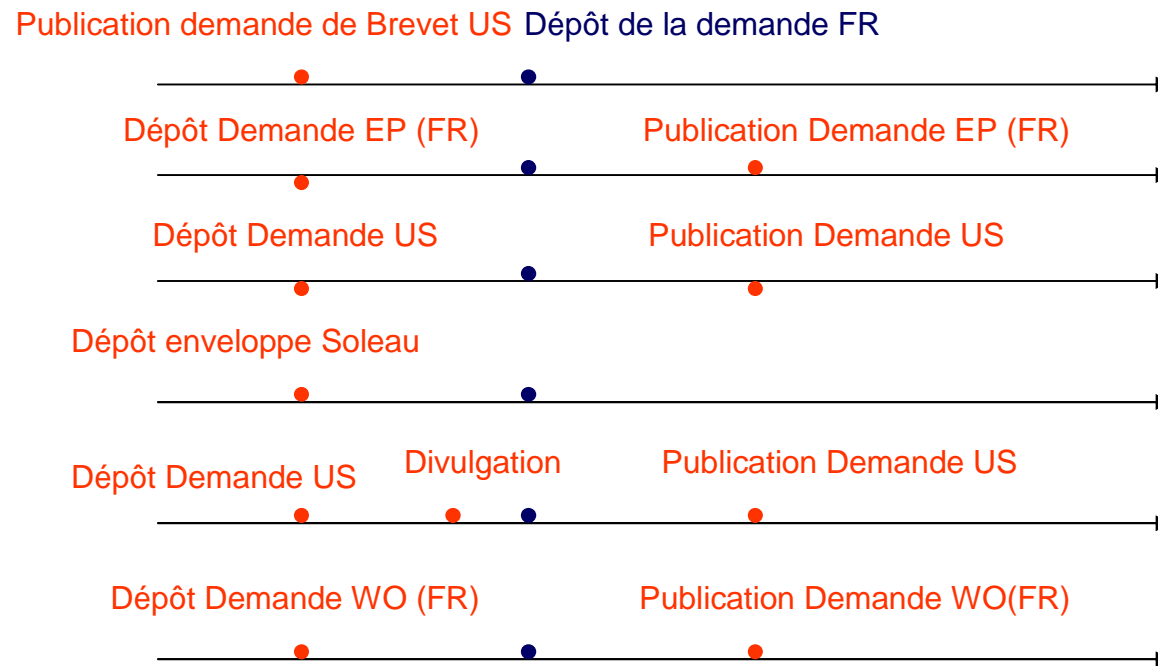 Publication demande de Brevet US Dépôt de la demande FR
Dépôt Demande EP (FR) Publication Demande EP (FR)
Dépôt Demande US Publication Demande US
Dépôt enveloppe Soleau
Dépôt Demande US Divulgation Publication Demande US
Dépôt Demande WO (FR) Publication Demande WO(FR)